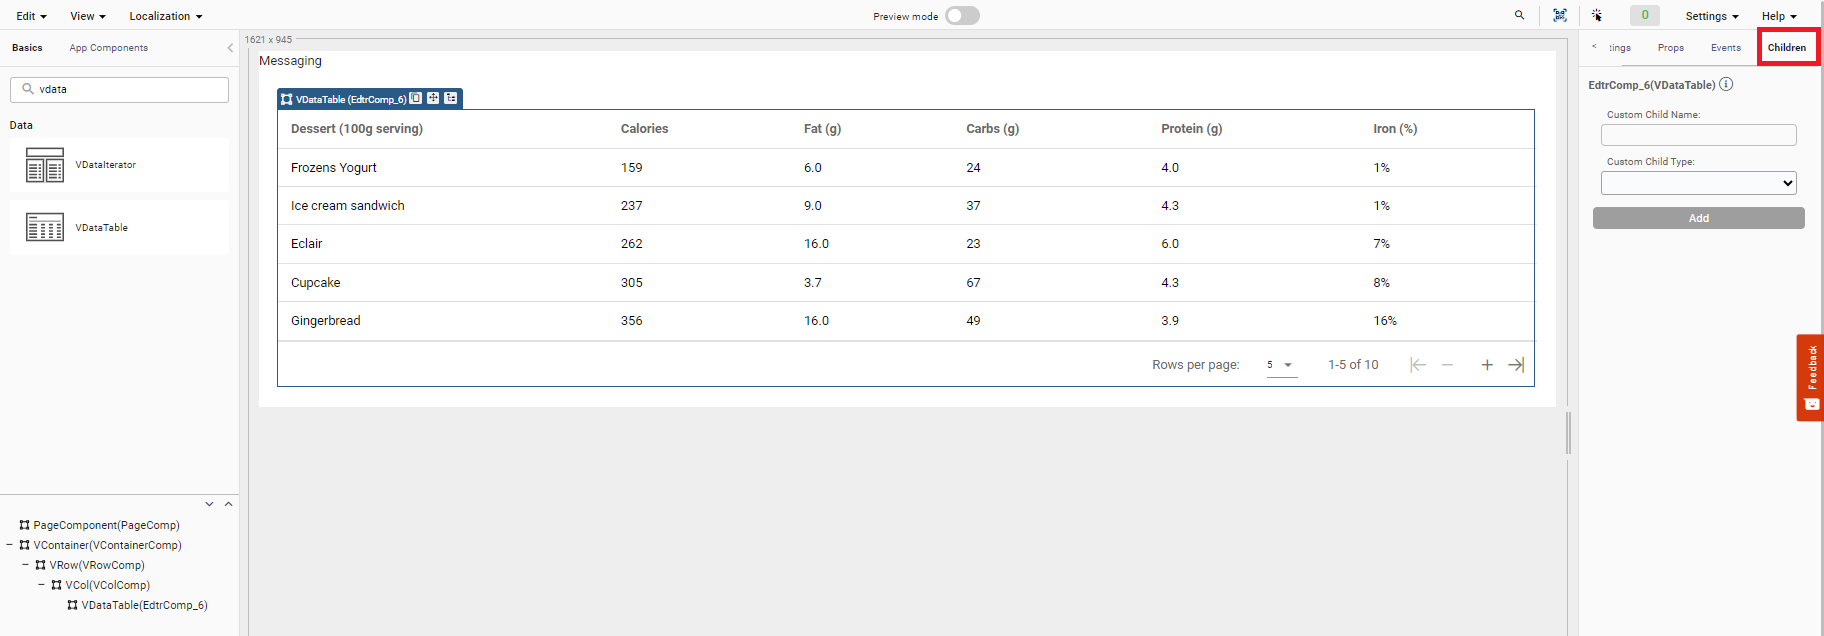 Edit View Localization Preview mode 0 Settings Help
Basics App Components
vdata
Data
VDataIterator
VDataTable
PageComponent(PageComp)
VContainer(VContainerComp)
VRow(VRowComp)
VCol(VColComp)
VDataTable(EdtrComp_6)
1621 x 945
Messaging
VDataTable (EdtrComp_6)
Dessert (100g serving) Calories Fat (g) Carbs (g) Protein (g) Iron (%)
Frozens Yogurt 159 6.0 24 4.0 1%
Ice cream sandwich 237 9.0 37 4.3 1%
Eclair 262 16.0 23 6.0 7%
Cupcake 305 3.7 67 4.3 8%
Gingerbread 356 16.0 49 3.9 16%
Rows per page: 5 1-5 of 10
< tings Props Events Children
EdtrComp_6(VDataTable)
Custom Child Name:
Custom Child Type:
Add
Feedback